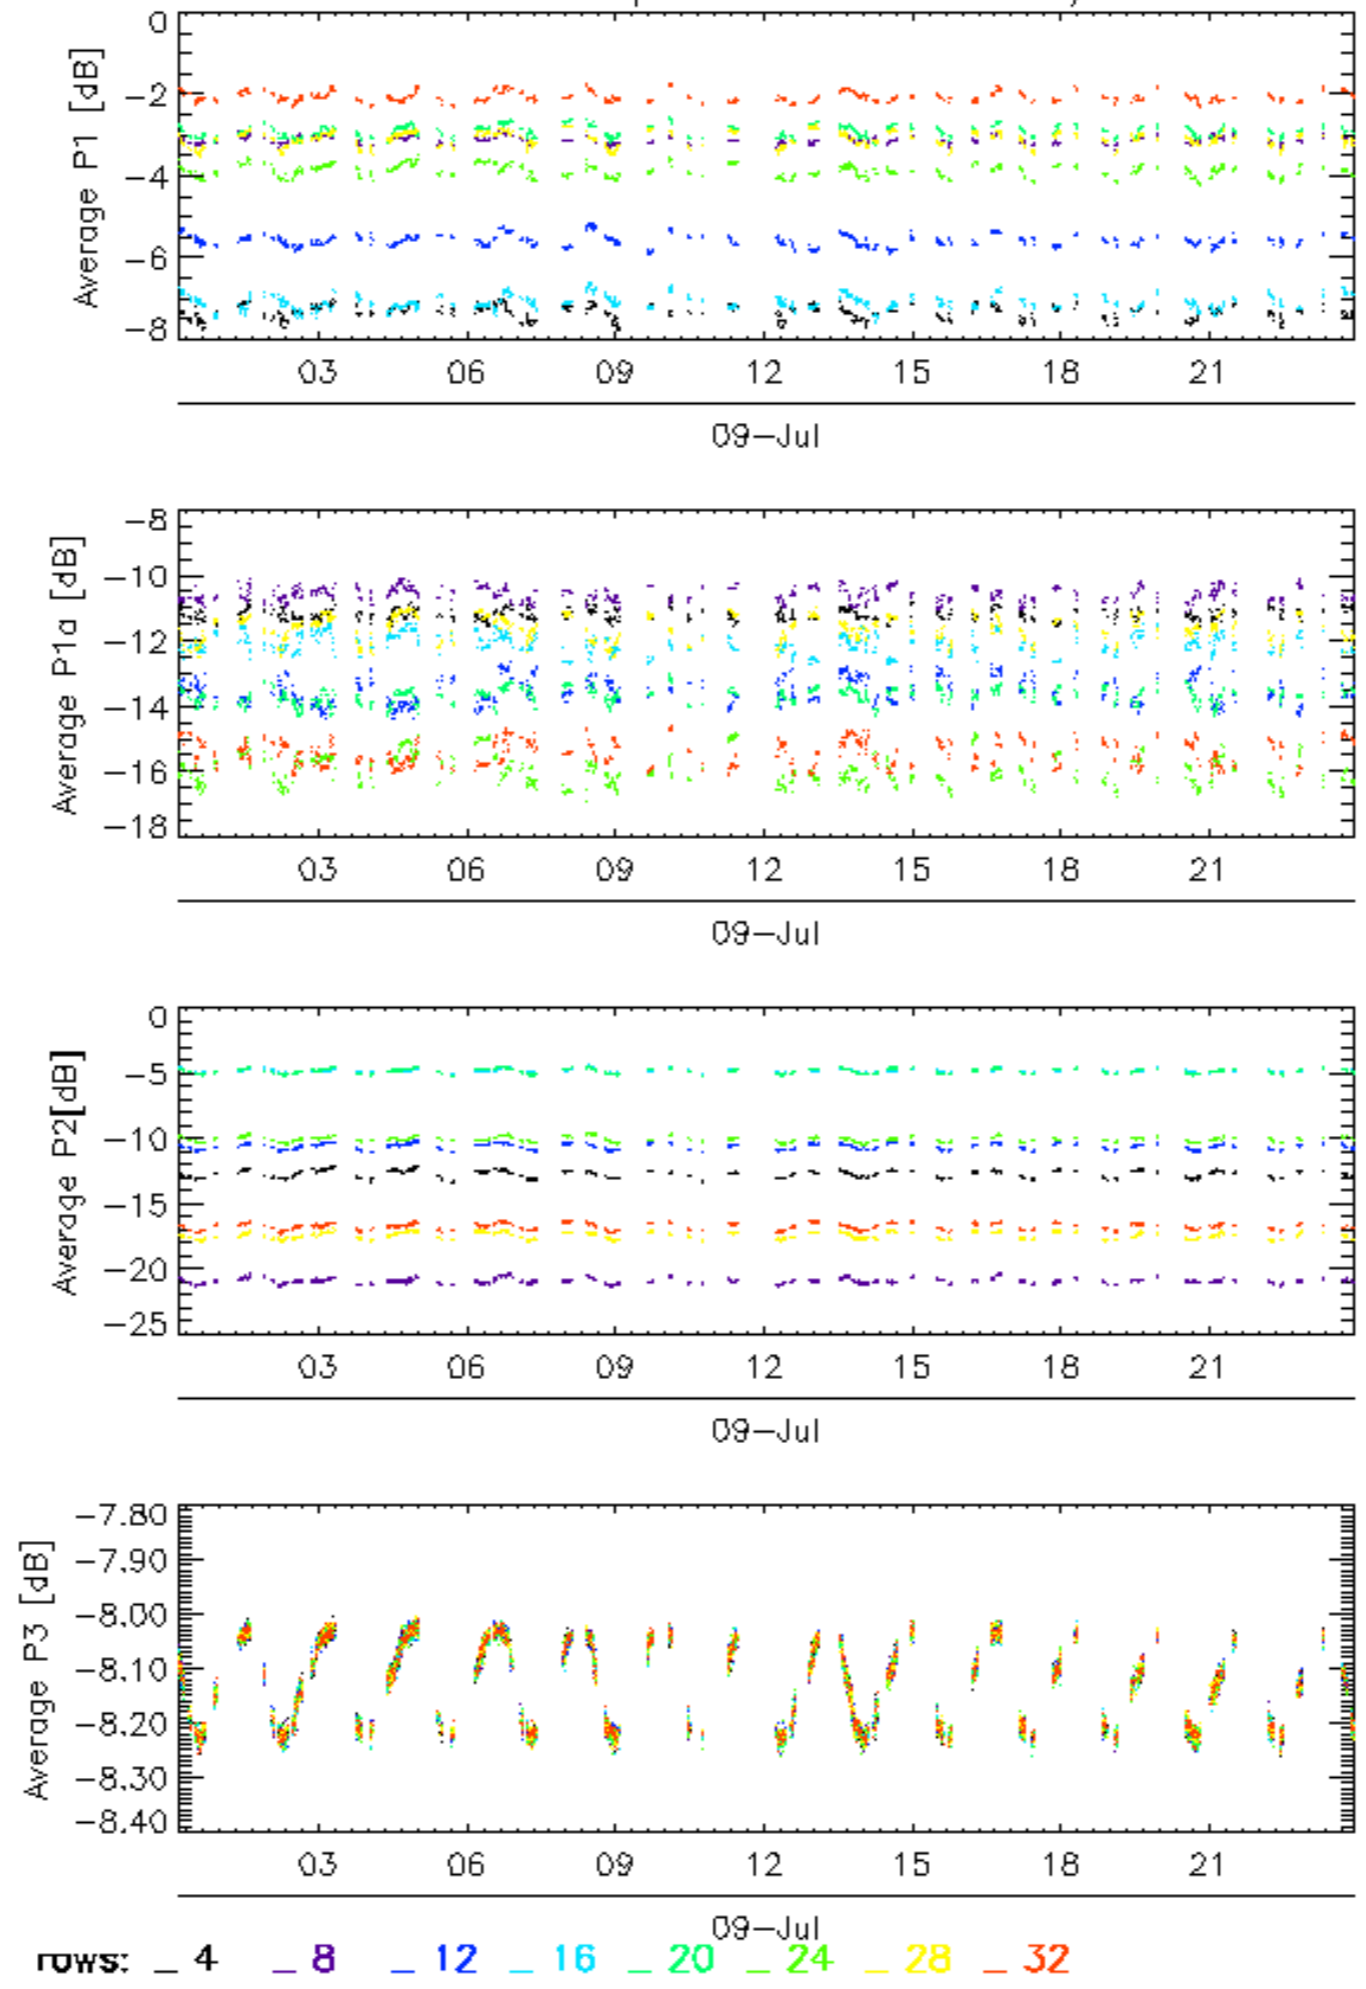 Average P1 [dB]
0
−2
−4
−6
−8
03 06 09 12 15 18 21
09−Jul
Average P1a [dB]
−8
−10
−12
−14
−16
−18
03 06 09 12 15 18 21
09−Jul
Average P2[dB]
0
−5
−10
−15
−20
−25
03 06 09 12 15 18 21
09−Jul
Average P3 [dB]
−7.80
−7.90
−8.00
−8.10
−8.20
−8.30
−8.40
03 06 09 12 15 18 21
09−Jul
rows: _ 4 _ 8 _ 12 _ 16 _ 20 _ 24 _ 28 _ 32